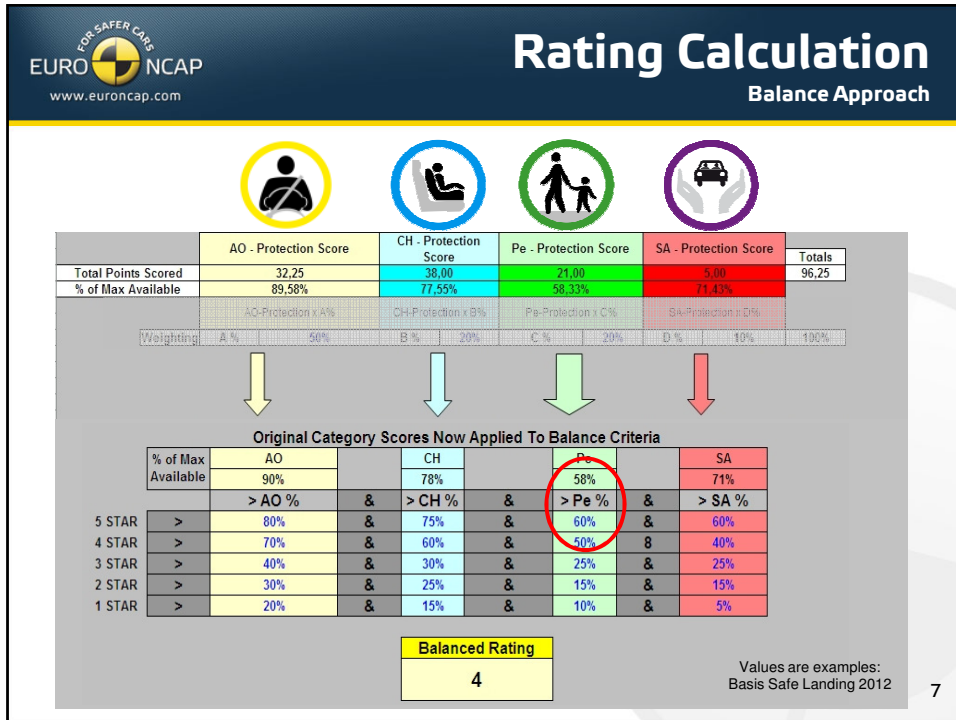 FOR SAFER CARS
EURO NCAP
www.euroncap.com
Rating Calculation
Balance Approach
AO - Protection Score CH - Protection Score Pe - Protection Score SA - Protection Score Totals
Total Points Scored 32,25 38,00 21,00 5,00 96,25
% of Max Available 89,58% 77,55% 58,33% 71,43%
AO-Protection x A% CH-Protection x B% Pe-Protection x C% SA-Protection x D%
Weighting A % 50% B % 20% C % 20% D % 10% 100%
Original Category Scores Now Applied To Balance Criteria
% of Max Available AO CH Pe SA
90% 78% 58% 71%
> AO % & > CH % & > Pe % & > SA %
5 STAR > 80% & 75% & 60% & 60%
4 STAR > 70% & 60% & 50% 8 40%
3 STAR > 40% & 30% & 25% & 25%
2 STAR > 30% & 25% & 15% & 15%
1 STAR > 20% & 15% & 10% & 5%
Balanced Rating
4
Values are examples:
Basis Safe Landing 2012
7